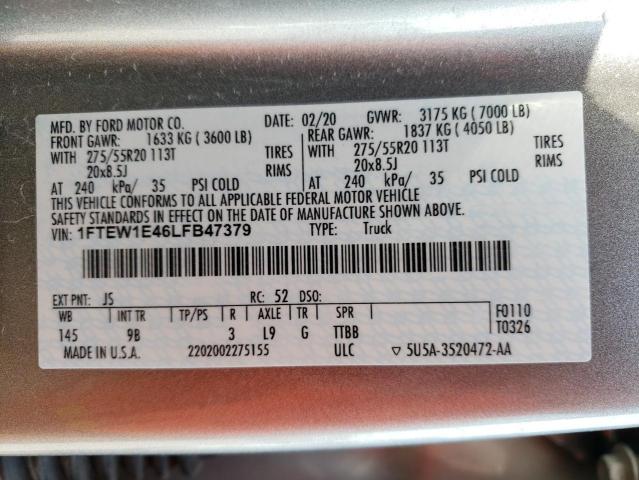 MFD. BY FORD MOTOR CO. DATE: 02/20 GVWR: 3175 KG ( 7000 LB)
FRONT GAWR: 1633 KG ( 3600 LB) REAR GAWR: 1837 KG ( 4050 LB)
WITH 275/55R20 113T TIRES WITH 275/55R20 113T TIRES
20x8.5J RIMS 20x8.5J RIMS
AT 240 kPa/ 35 PSI COLD AT 240 kPa/ 35 PSI COLD
THIS VEHICLE CONFORMS TO ALL APPLICABLE FEDERAL MOTOR VEHICLE
SAFETY STANDARDS IN EFFECT ON THE DATE OF MANUFACTURE SHOWN ABOVE.
VIN: 1FTEW1E46LFB47379 TYPE: Truck
EXT PNT: JS RC: 52 DSO:
WB INT TR TP/PS R AXLE TR SPR F0110
145 9B 3 L9 G TTBB T0326
MADE IN U.S.A. 2202002275155 ULC ▽ 5U5A-3520472-AA